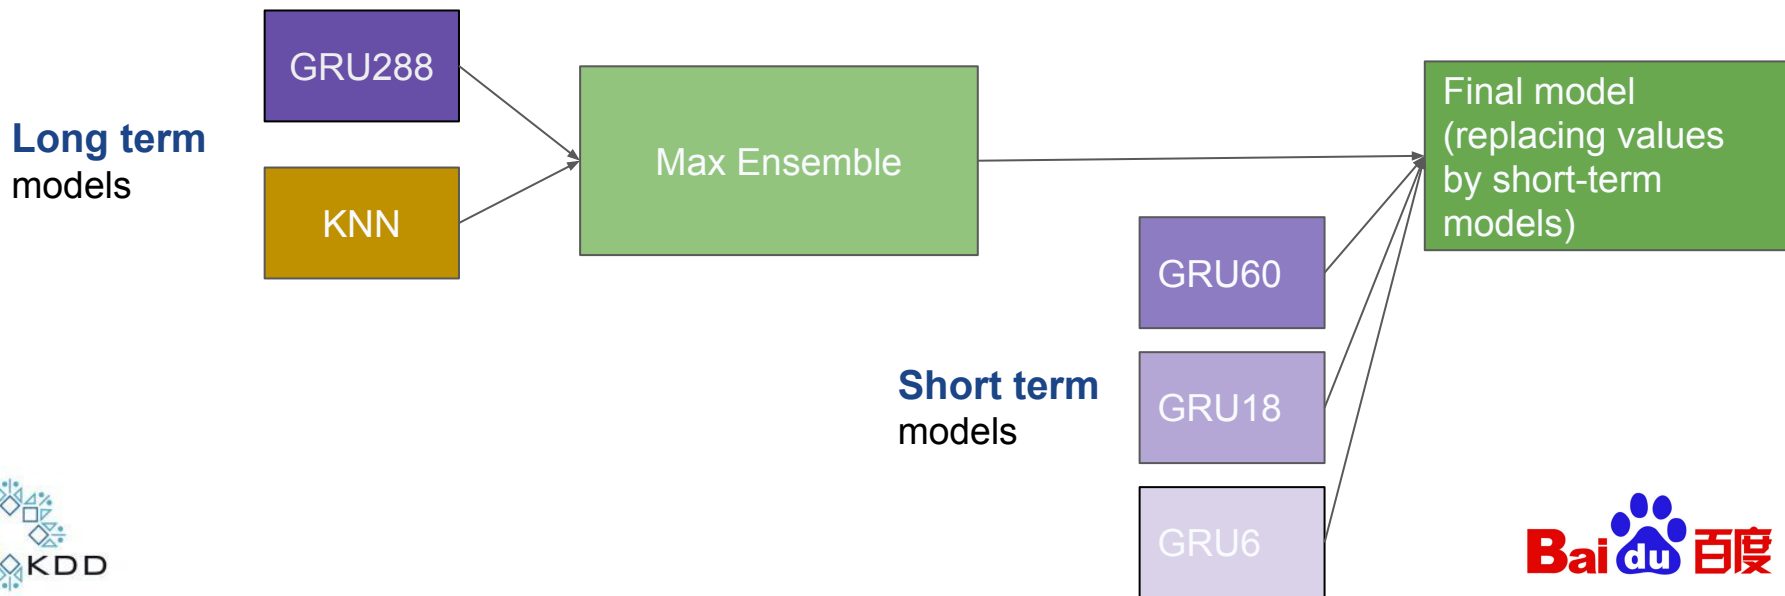 GRU288
Long term
models
KNN
Max Ensemble
Final model
(replacing values
by short-term
models)
GRU60
Short term
models
GRU18
GRU6
KDD
Bai du 百度